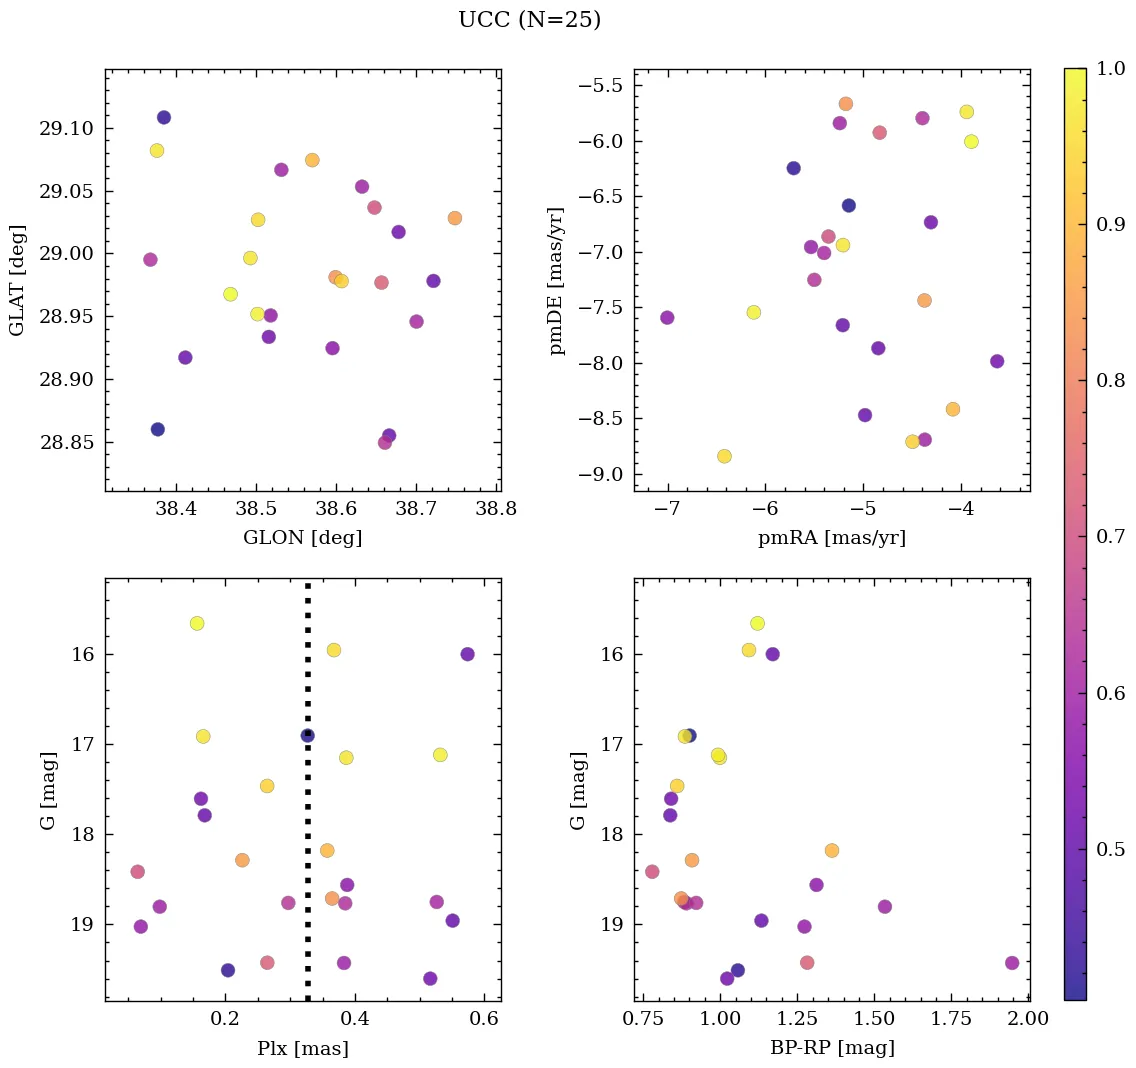 UCC (N=25)
29.10
29.05
29.00
28.95
28.90
28.85
GLAT [deg]
38.4 38.5 38.6 38.7 38.8
GLON [deg]
−5.5
−6.0
−6.5
−7.0
−7.5
−8.0
−8.5
−9.0
pmDE [mas/yr]
−7 −6 −5 −4
pmRA [mas/yr]
16
17
18
19
G [mag]
0.2 0.4 0.6
Plx [mas]
16
17
18
19
G [mag]
0.75 1.00 1.25 1.50 1.75 2.00
BP-RP [mag]
1.0
0.9
0.8
0.7
0.6
0.5